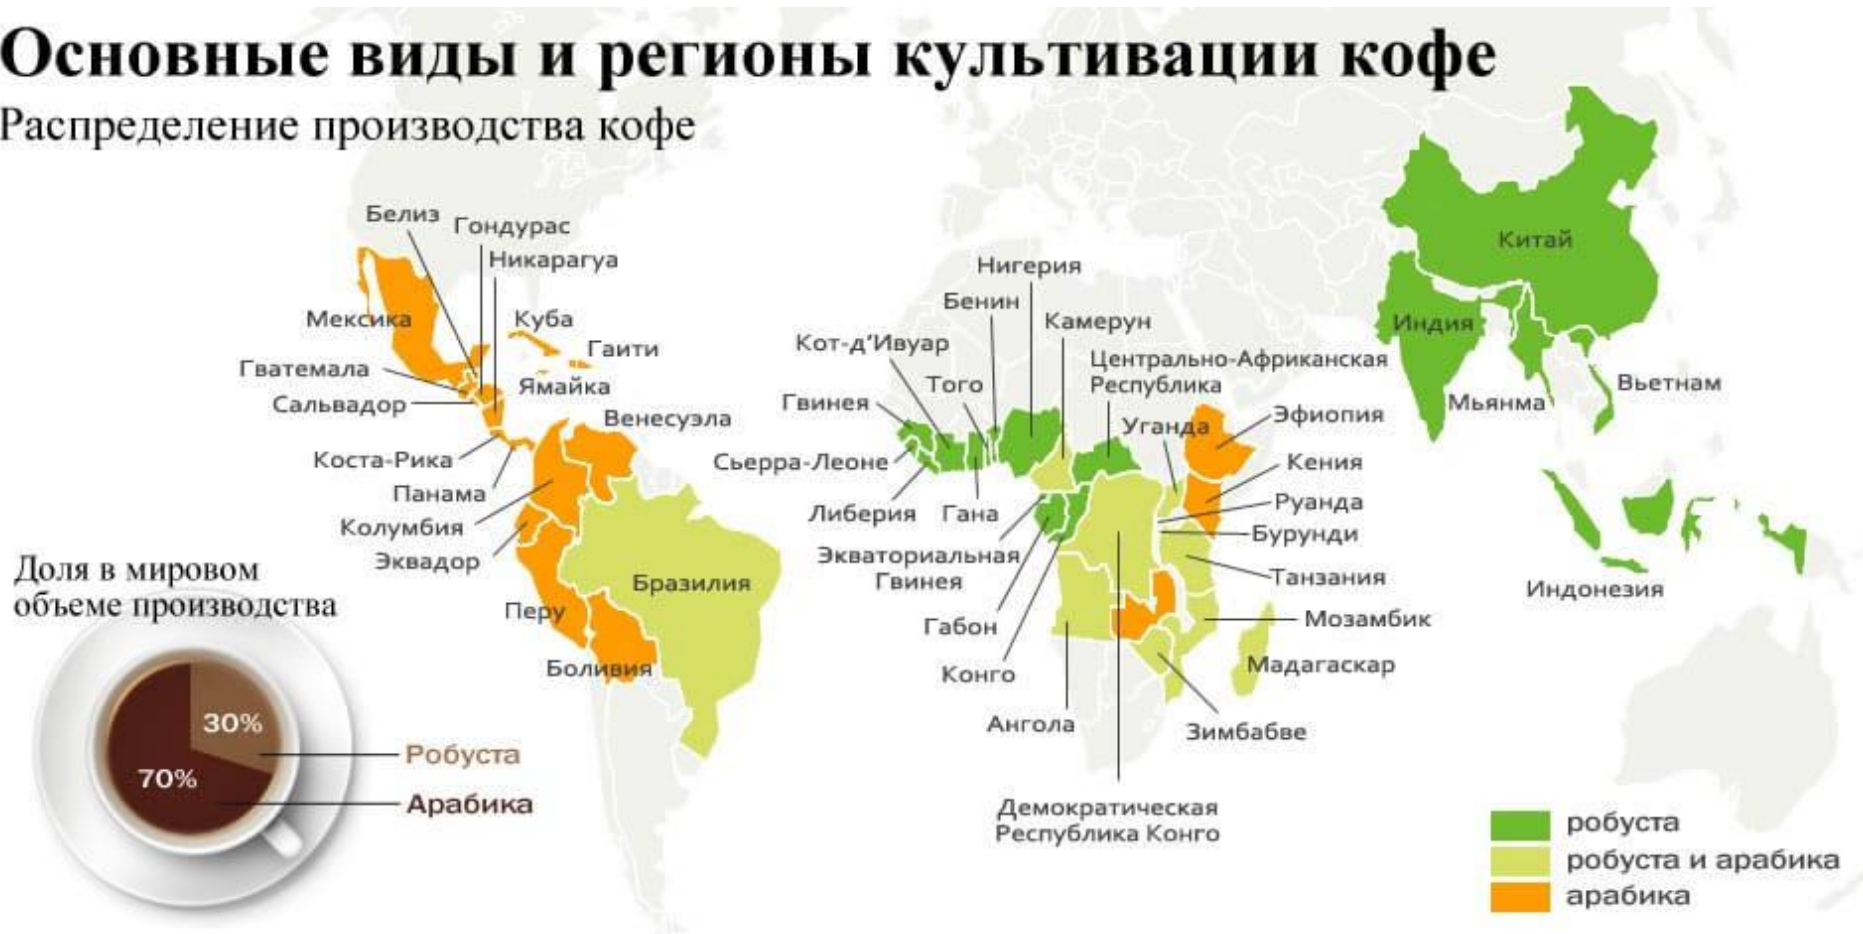 Основные виды и регионы культивации кофе
Распределение производства кофе
Белиз
Гондурас
Никарагуа
Мексика
Куба
Гаити
Гватемала
Ямайка
Сальвадор
Венесуэла
Коста-Рика
Панама
Колумбия
Эквадор
Бразилия
Перу
Боливия
Нигерия
Бенин
Камерун
Кот-д'Ивуар
Центрально-Африканская
Республика
Того
Гвинея
Уганда
Эфиопия
Сьерра-Леоне
Кения
Либерия
Гана
Руанда
Бурунди
Экваториальная
Гвинея
Танзания
Габон
Мозамбик
Конго
Мадагаскар
Ангола
Зимбабве
Демократическая
Республика Конго
Китай
Индия
Мьянма
Вьетнам
Индонезия
Доля в мировом
объеме производства
30%
70%
Робуста
Арабика
робуста
робуста и арабика
арабика